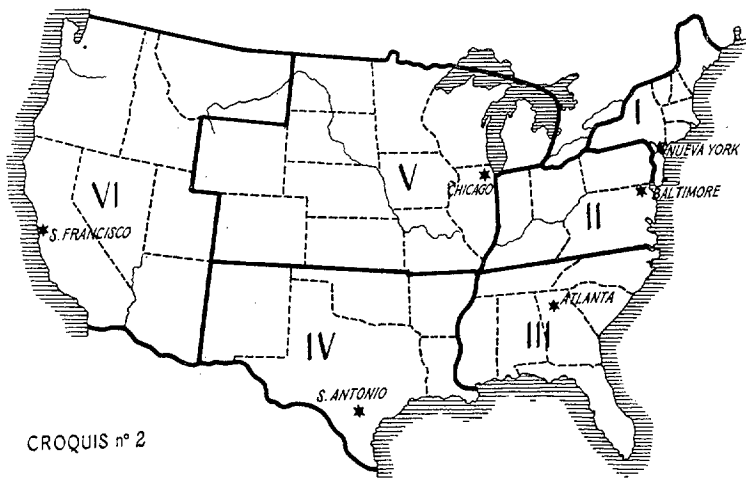 I
NUEVA YORK
V
CHICAGO
BALTIMORE
VI
II
S. FRANCISCO
ATLANTA
III
IV
S. ANTONIO
CROQUIS nº 2